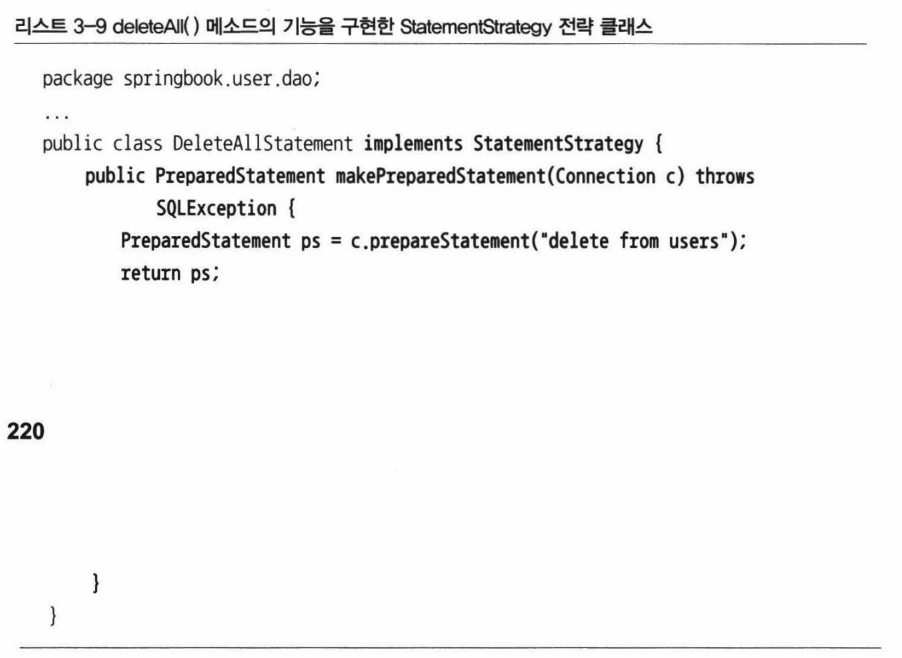 리스트 3-9 deleteAll( ) 메소드의 기능을 구현한 StatementStrategy 전략 클래스
package springbook.user.dao;
...
public class DeleteAllStatement implements StatementStrategy {
public PreparedStatement makePreparedStatement(Connection c) throws
SQLException {
PreparedStatement ps = c.prepareStatement("delete from users");
return ps;
220
}
}